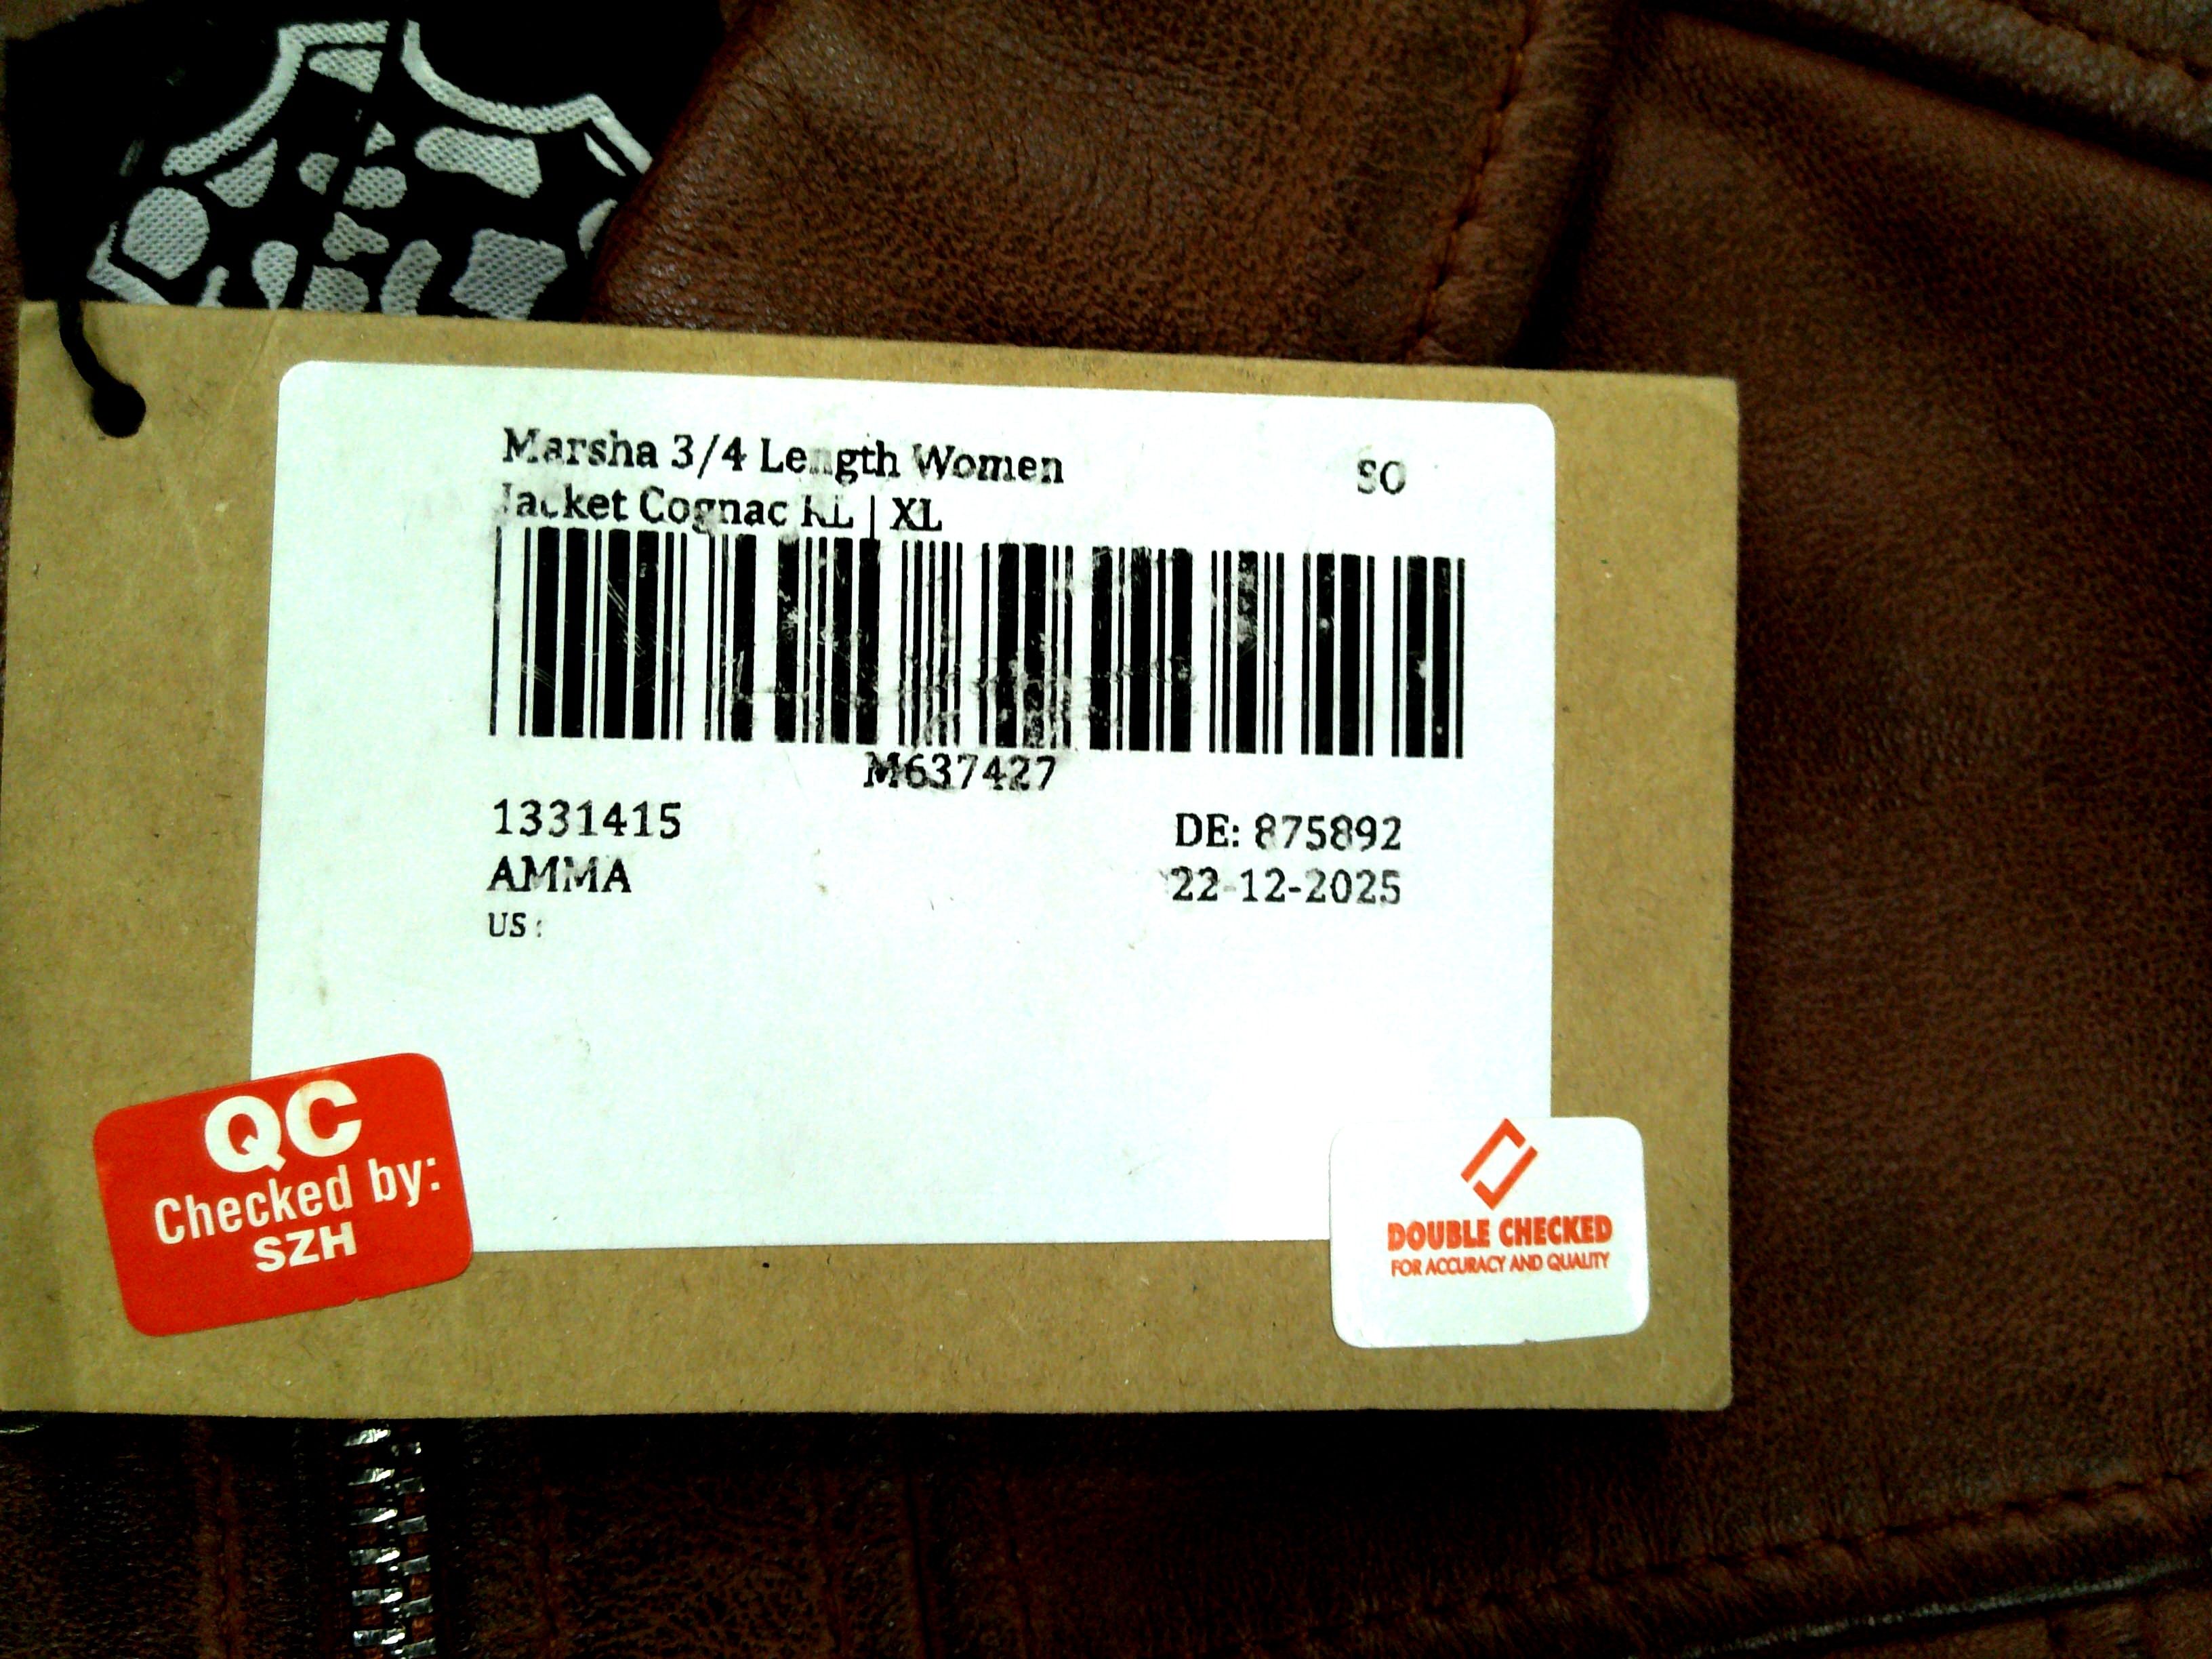 Marsha 3/4 Length Women
SO
Jacket Cognac RL | XL
M637427
1331415
DE: 875892
AMMA
22-12-2025
US :
QC
Checked by:
SZH
DOUBLE CHECKED
FOR ACCURACY AND QUALITY